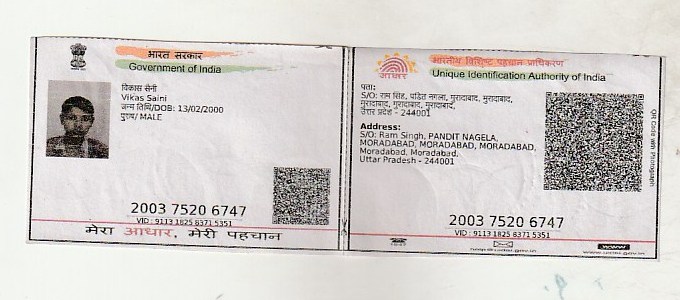 भारत सरकार
Government of India
विकास सैनी
Vikas Saini
जन्म तिथि/DOB: 13/02/2000
पुरुष/ MALE
2003 7520 6747
VID : 9113 1825 8371 5351
मेरा आधार, मेरी पहचान
भारतीय विशिष्ट पहचान प्राधिकरण
आधार
Unique Identification Authority of India
पता:
S/O: राम सिंह, पंडित नगला, मुरादाबाद, मुरादाबाद,
मुरादाबाद, मुरादाबाद, मुरादाबाद,
उत्तर प्रदेश - 244001
Address:
S/O: Ram Singh, PANDIT NAGELA,
MORADABAD, MORADABAD, MORADABAD,
Moradabad, Moradabad,
Uttar Pradesh - 244001
QR Code with Photograph
2003 7520 6747
VID : 9113 1825 8371 5351
1947